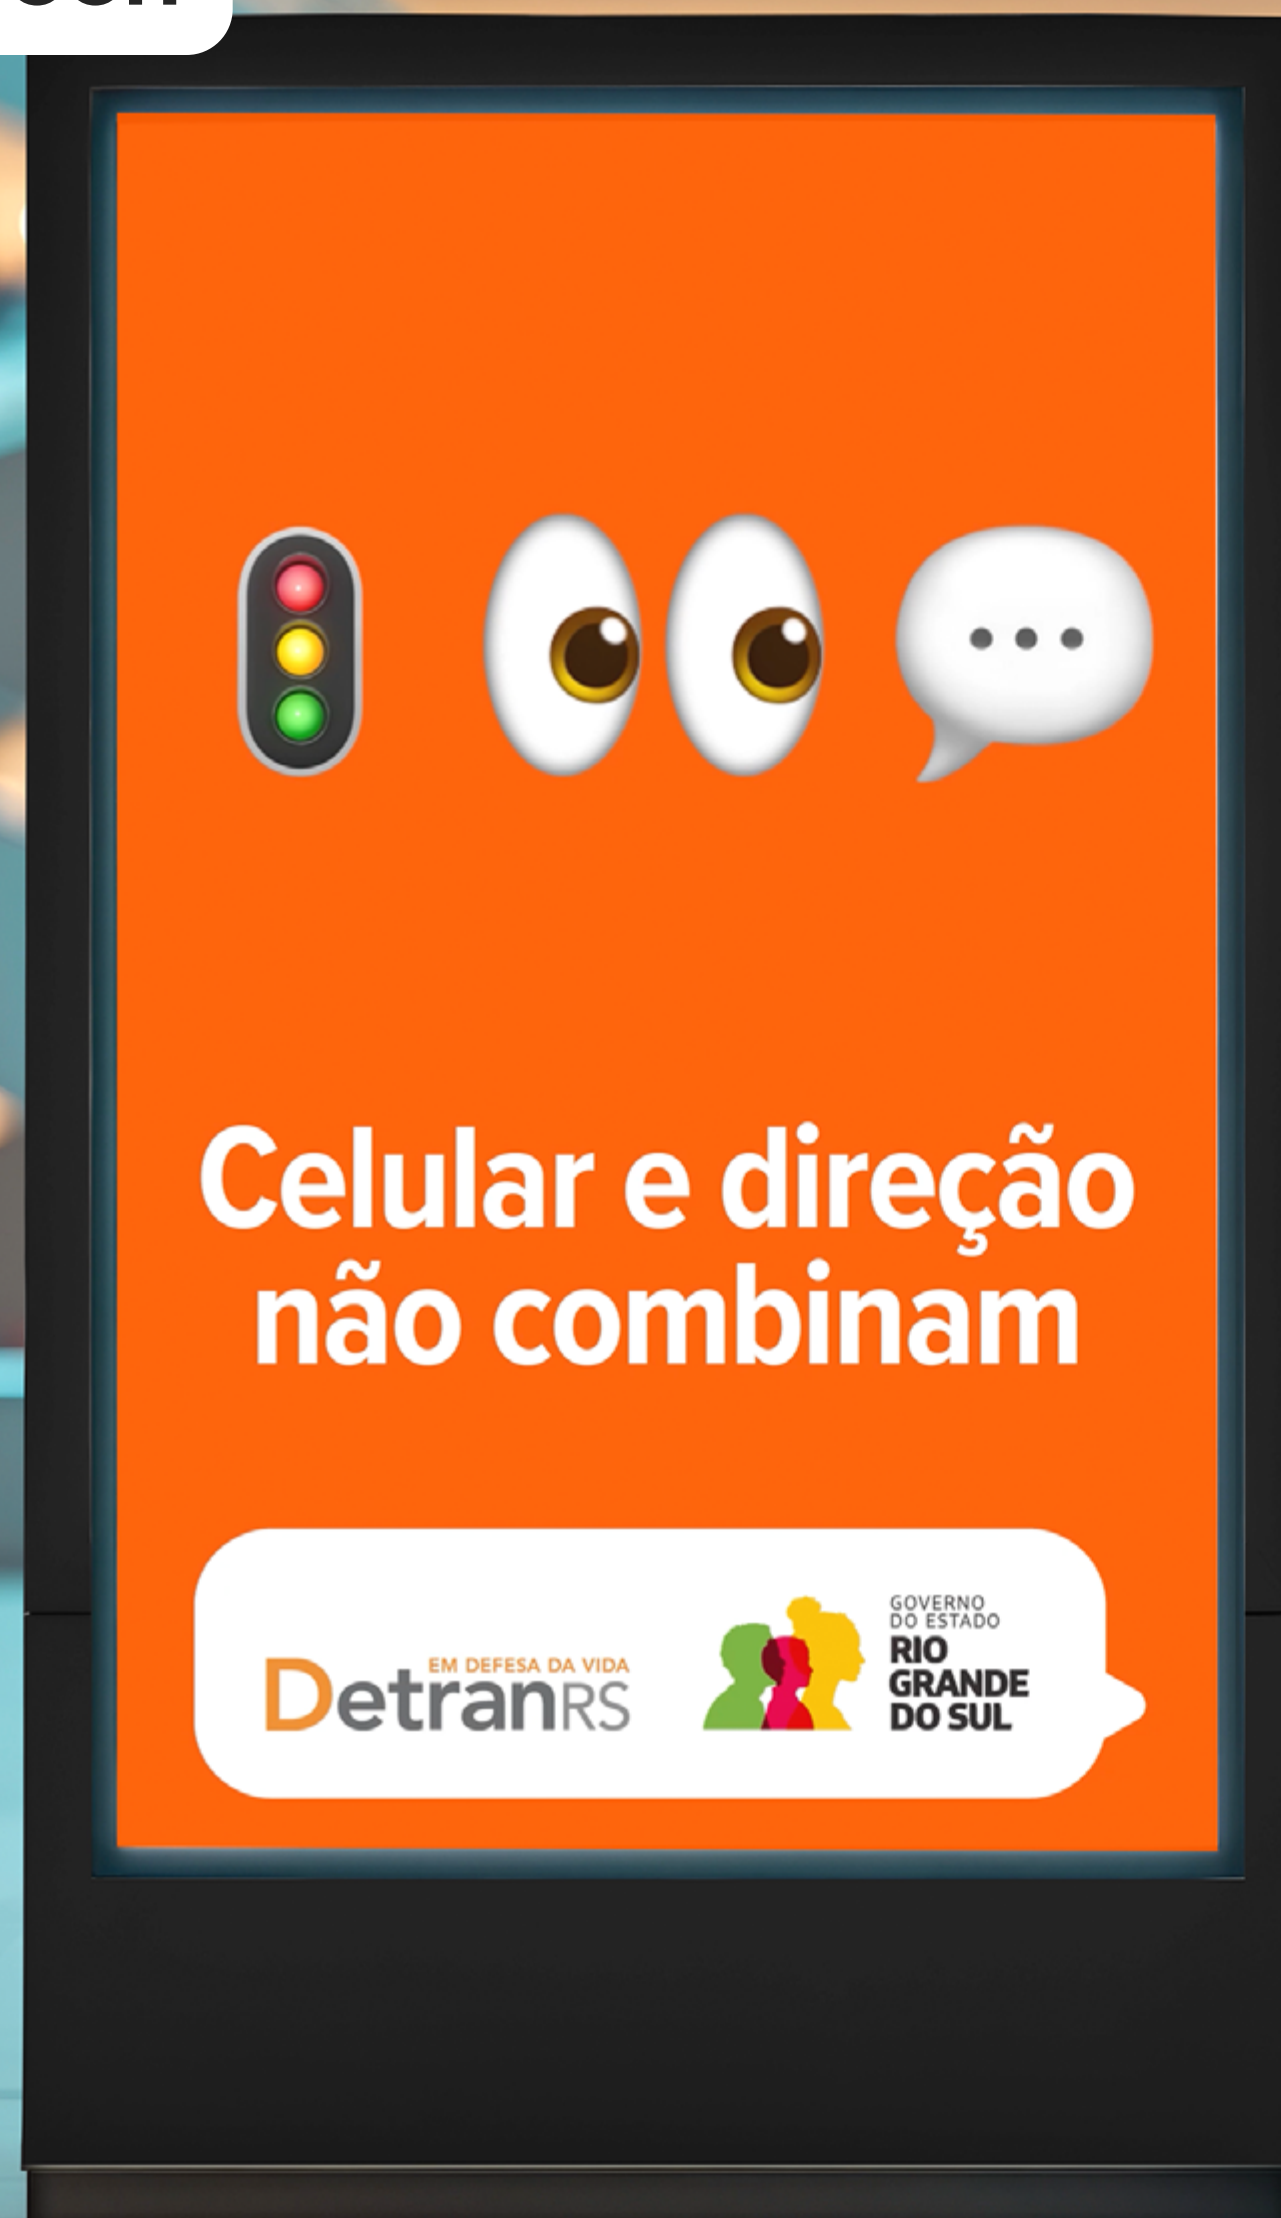 Celular e direção
não combinam
EM DEFESA DA VIDA
DetranRS
GOVERNO
DO ESTADO
RIO
GRANDE
DO SUL